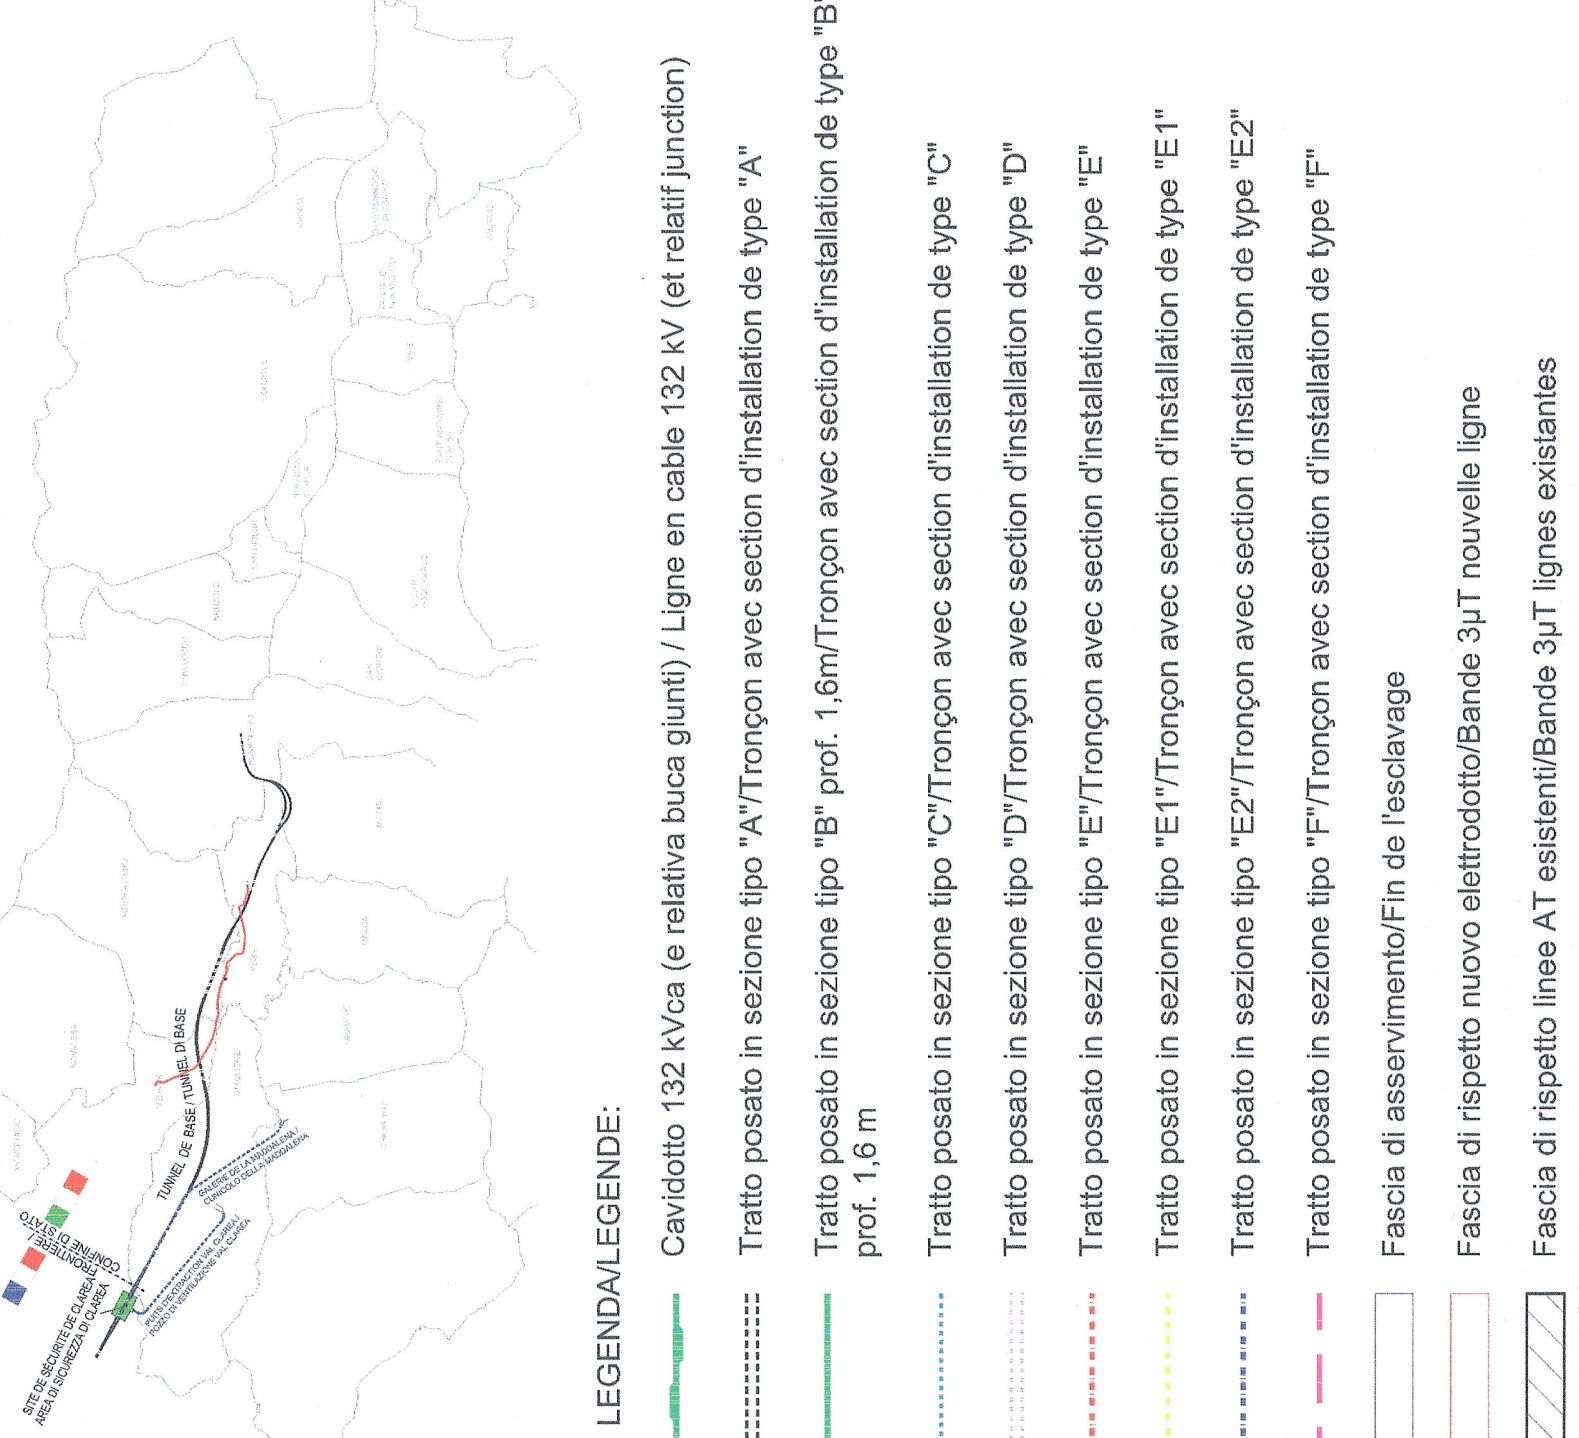 SITE DE SÉCURITÉ DE CLAREA/
AREA DI SICUREZZA DI CLAREA
FRONTIERE /
CONFINE DI STATO
PUITS D'EXTRACTION VAL CLAREA /
POZZO DI VENTILAZIONE VAL CLAREA
TUNNEL DE BASE / TUNNEL DI BASE
GALERIE DE LA MADDALENA /
CUNICOLO DELLA MADDALENA
LEGENDA/LEGENDE:
Cavidotto 132 kVca (e relativa buca giunti) / Ligne en cable 132 kV (et relatif junction)
Tratto posato in sezione tipo "A"/Tronçon avec section d'installation de type "A"
Tratto posato in sezione tipo "B" prof. 1,6m/Tronçon avec section d'installation de type "B"
prof. 1,6 m
Tratto posato in sezione tipo "C"/Tronçon avec section d'installation de type "C"
Tratto posato in sezione tipo "D"/Tronçon avec section d'installation de type "D"
Tratto posato in sezione tipo "E"/Tronçon avec section d'installation de type "E"
Tratto posato in sezione tipo "E1"/Tronçon avec section d'installation de type "E1"
Tratto posato in sezione tipo "E2"/Tronçon avec section d'installation de type "E2"
Tratto posato in sezione tipo "F"/Tronçon avec section d'installation de type "F"
Fascia di asservimento/Fin de l'esclavage
Fascia di rispetto nuovo elettrodotto/Bande 3µT nouvelle ligne
Fascia di rispetto linee AT esistenti/Bande 3µT lignes existantes